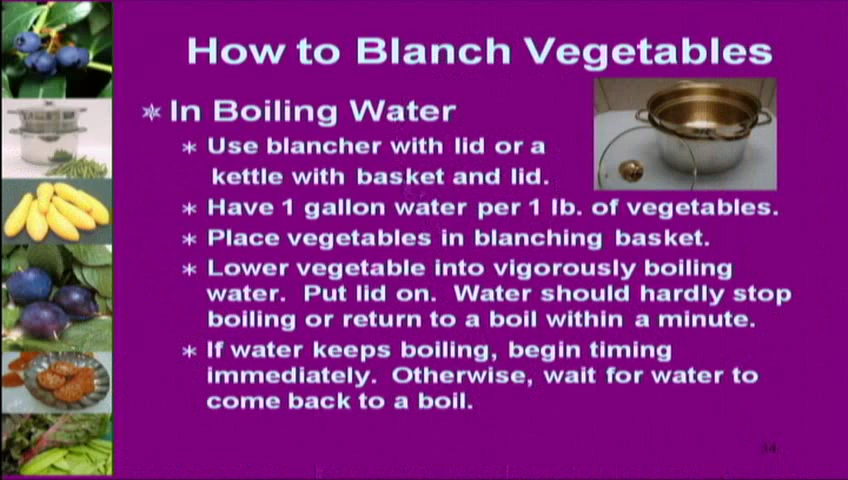 How to Blanch Vegetables
In Boiling Water
Use blancher with lid or a
kettle with basket and lid.
Have 1 gallon water per 1 lb. of vegetables.
Place vegetables in blanching basket.
Lower vegetable into vigorously boiling
water. Put lid on. Water should hardly stop
boiling or return to a boil within a minute.
If water keeps boiling, begin timing
immediately. Otherwise, wait for water to
come back to a boil.
34